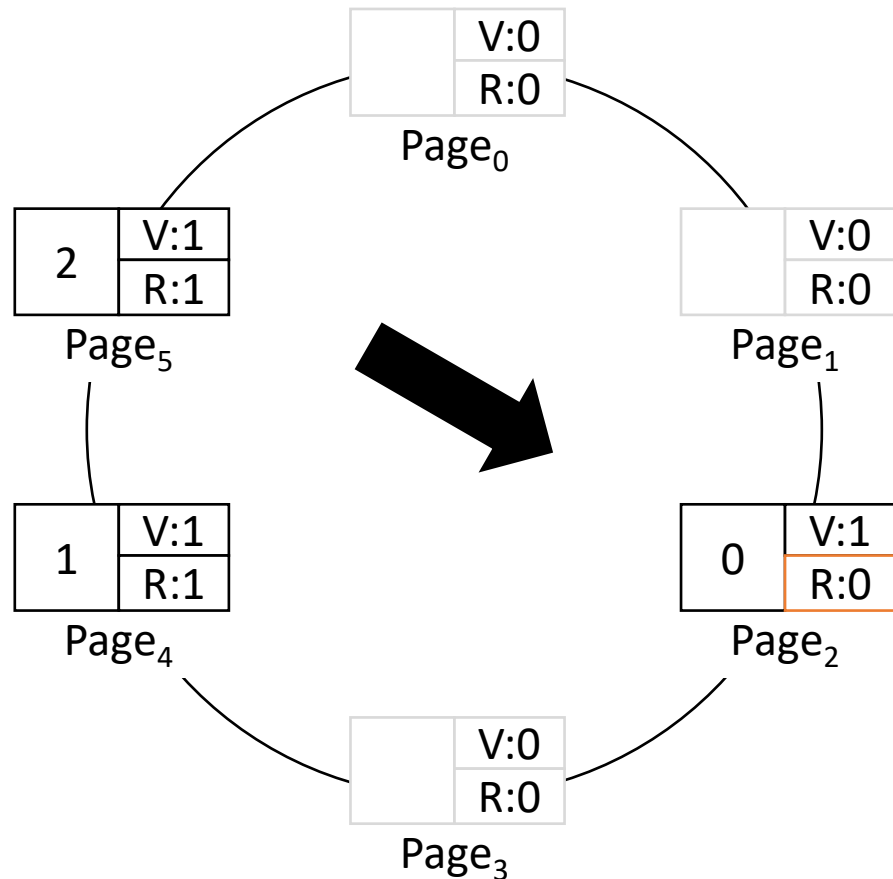 V:0
R:0
Page₀
2
V:1
R:1
Page₅
V:0
R:0
Page₁
1
V:1
R:1
Page₄
0
V:1
R:0
Page₂
V:0
R:0
Page₃